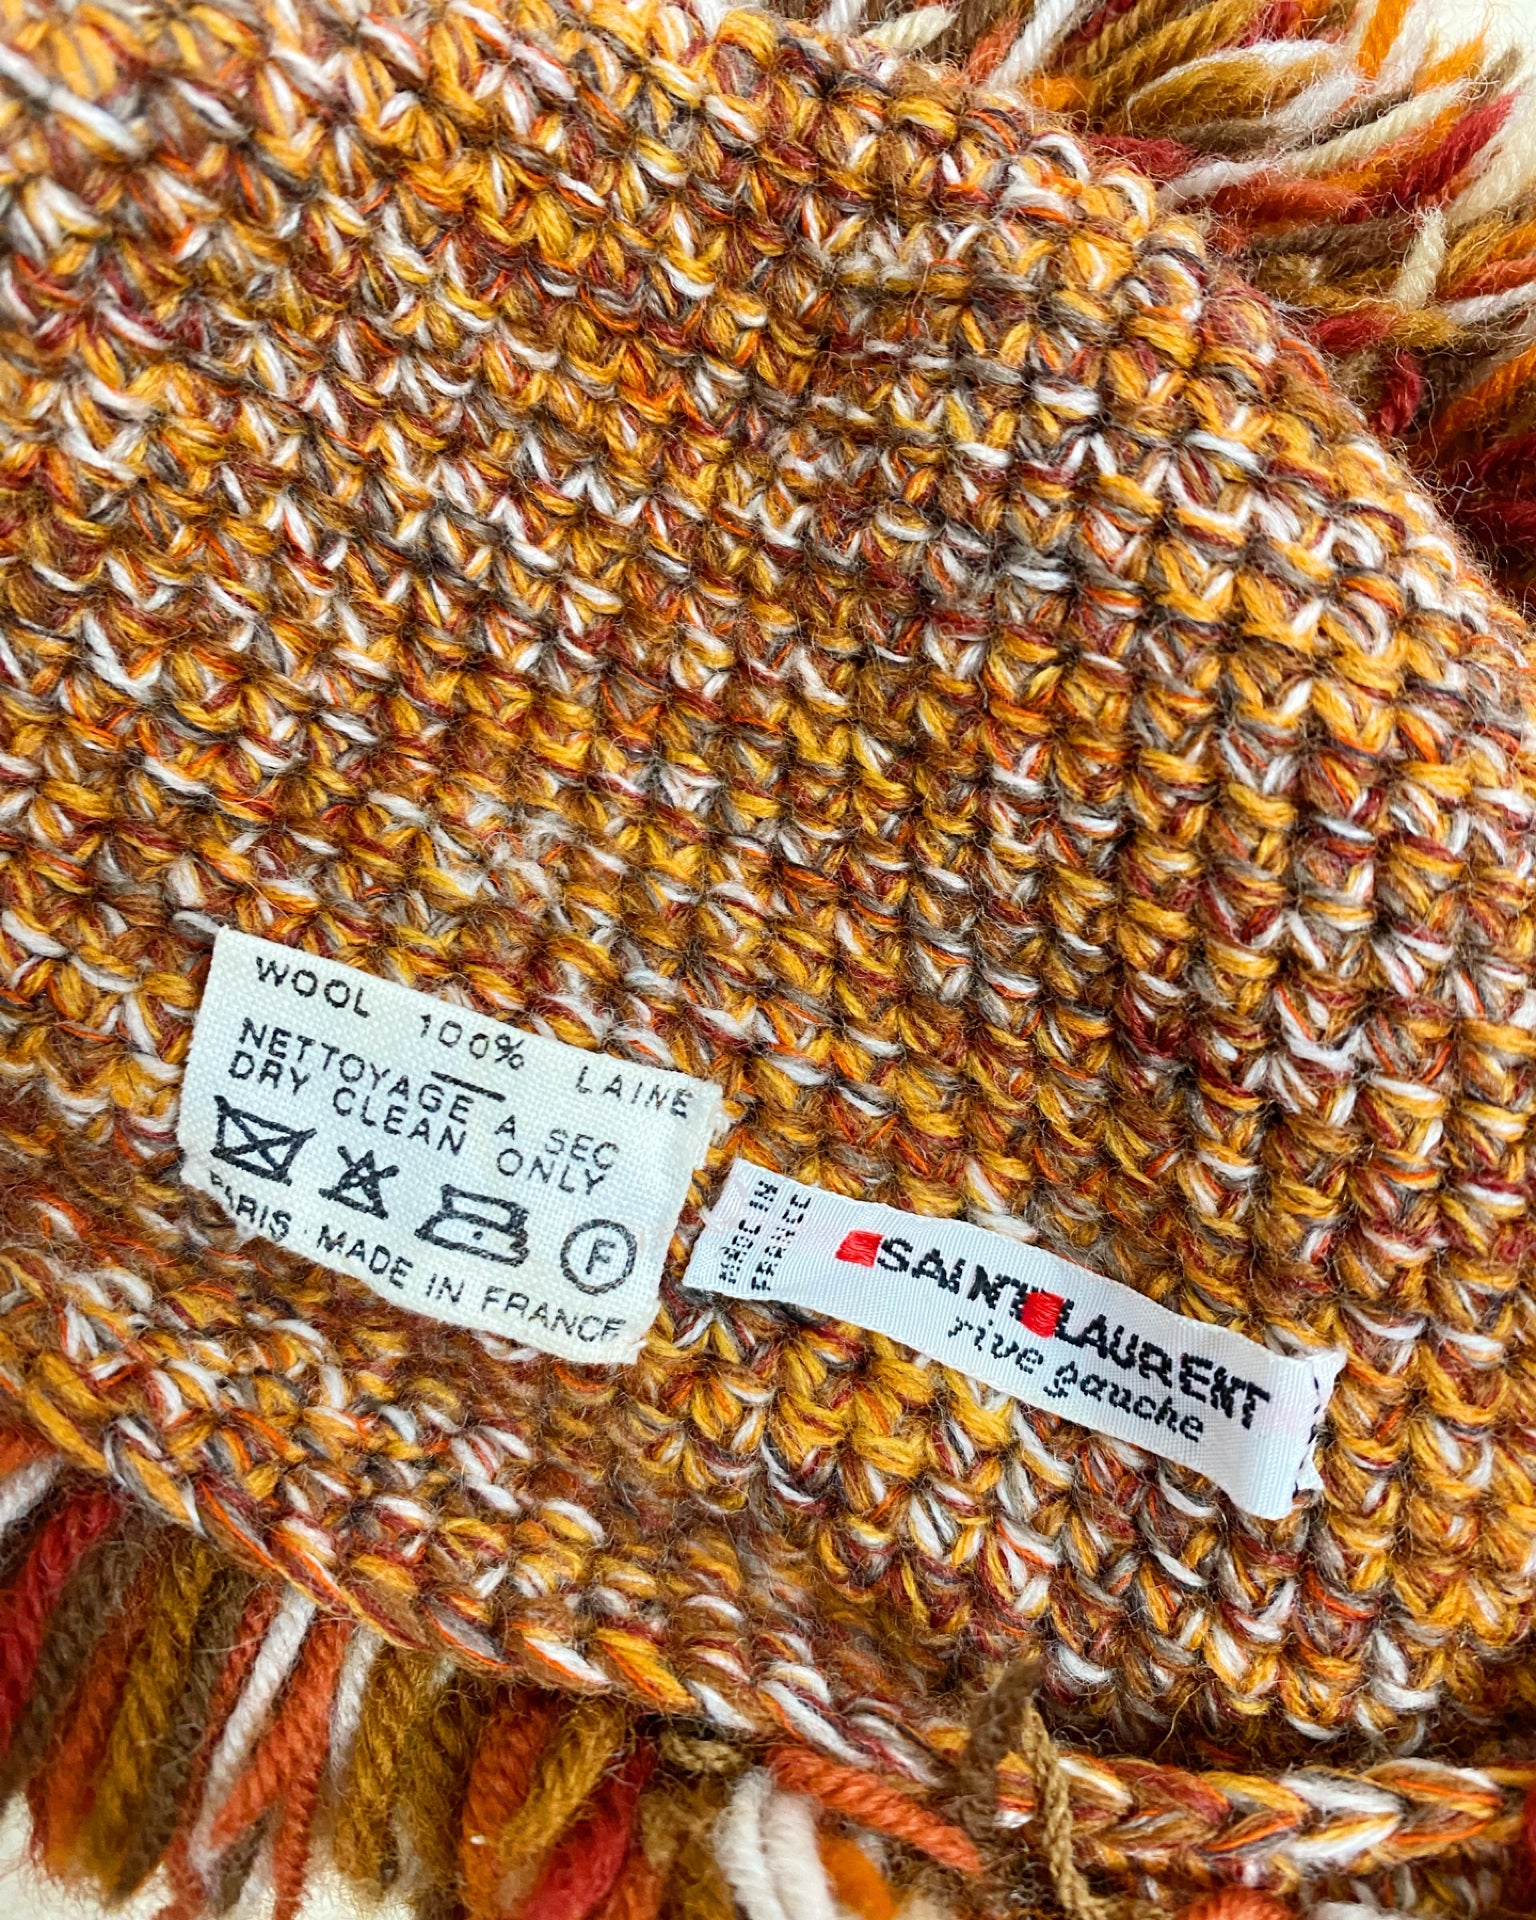 WOOL 100% LAINE
NETTOYAGE A SEC
DRY CLEAN ONLY
F
PARIS MADE IN FRANCE
MADE IN
FRANCE
SAINT LAURENT
rive gauche